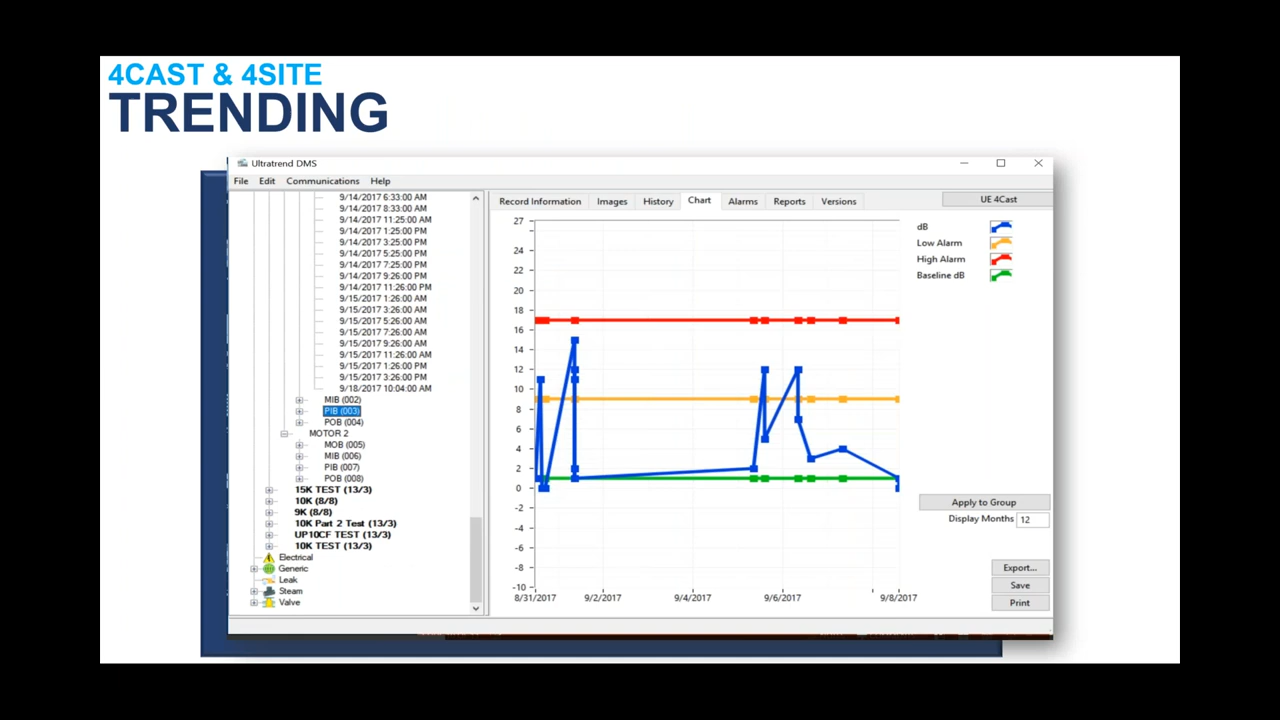 4CAST & 4SITE
TRENDING
Ultratrend DMS
File Edit Communications Help
9/14/2017 6:33:00 AM
9/14/2017 8:33:00 AM
9/14/2017 11:25:00 AM
9/14/2017 1:25:00 PM
9/14/2017 3:25:00 PM
9/14/2017 5:25:00 PM
9/14/2017 7:25:00 PM
9/14/2017 9:26:00 PM
9/14/2017 11:26:00 PM
9/15/2017 1:26:00 AM
9/15/2017 3:26:00 AM
9/15/2017 5:26:00 AM
9/15/2017 7:26:00 AM
9/15/2017 9:26:00 AM
9/15/2017 11:26:00 AM
9/15/2017 1:26:00 PM
9/15/2017 3:26:00 PM
9/18/2017 10:04:00 AM
MIB (002)
PIB (003)
POB (004)
MOTOR 2
MOB (005)
MIB (006)
PIB (007)
POB (008)
15K TEST (13/3)
10K (8/8)
9K (8/8)
10K Part 2 Test (13/3)
UP10CF TEST (13/3)
10K TEST (13/3)
Electrical
Generic
Leak
Steam
Valve
Record Information Images History Chart Alarms Reports Versions
UE 4Cast
27
24
22
20
18
16
14
12
10
8
6
4
2
0
-2
-4
-6
-8
-10
8/31/2017 9/2/2017 9/4/2017 9/6/2017 9/8/2017
dB
Low Alarm
High Alarm
Baseline dB
Apply to Group
Display Months 12
Export...
Save
Print